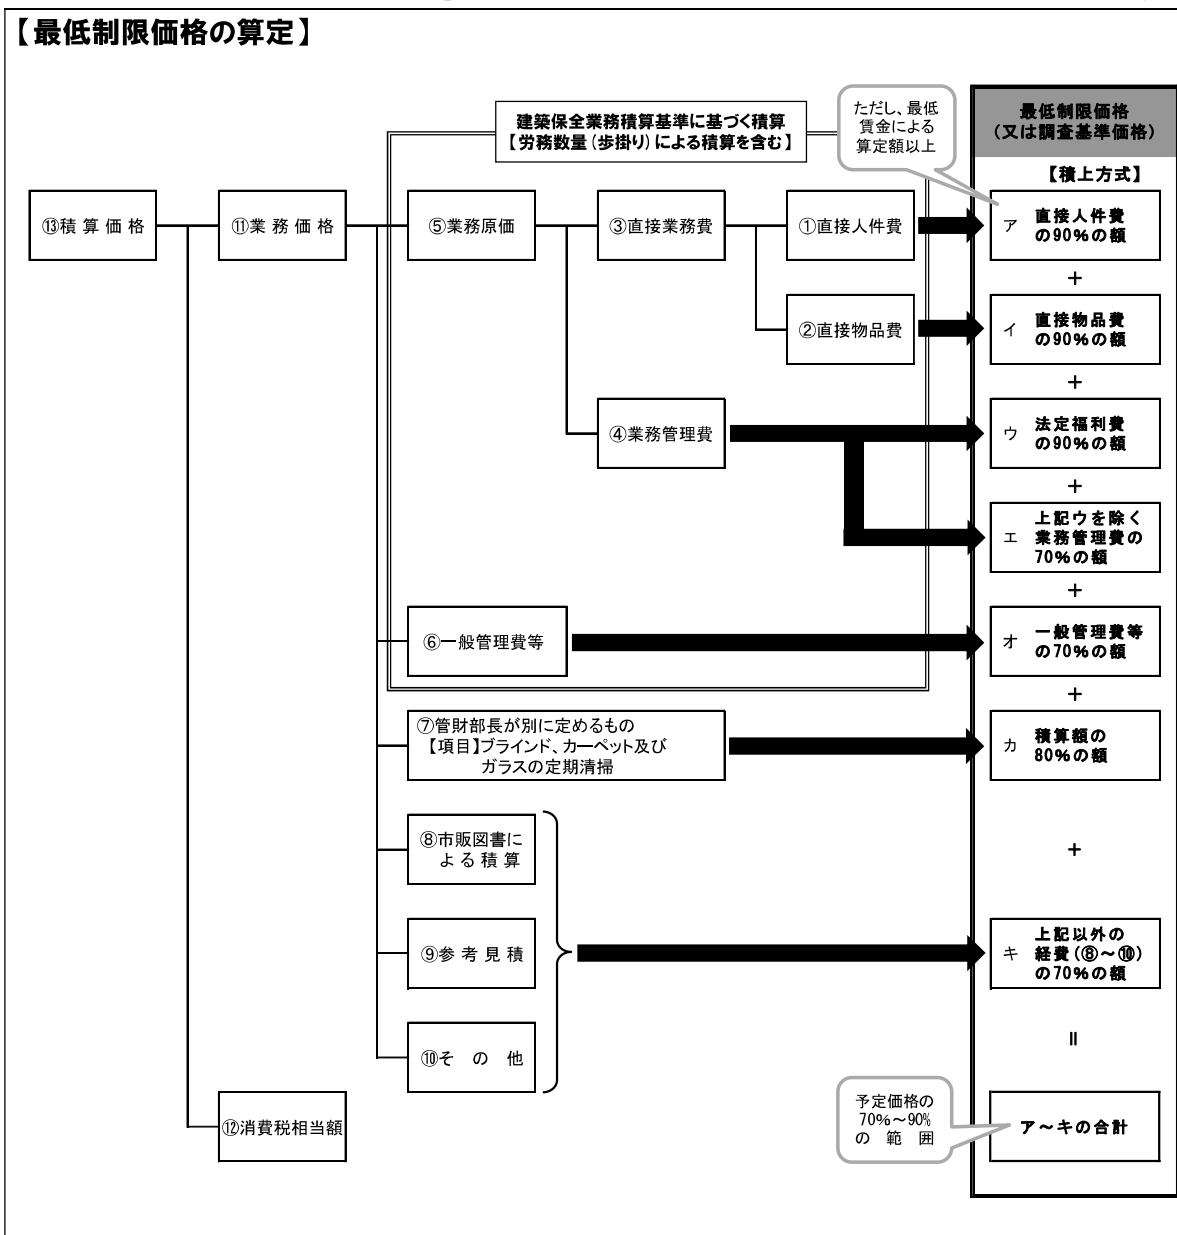 【最低制限価格の算定】
建築保全業務積算基準に基づく積算
【労務数量(歩掛り)による積算を含む】
ただし、最低
賃金による
算定額以上
最低制限価格
(又は調査基準価格)
【積上方式】
⑬積算価格
⑪業務価格
⑤業務原価
③直接業務費
①直接人件費
ア 直接人件費
の90%の額
+
②直接物品費
イ 直接物品費
の90%の額
+
④業務管理費
ウ 法定福利費
の90%の額
+
エ 上記ウを除く
業務管理費の
70%の額
+
⑥一般管理費等
オ 一般管理費等
の70%の額
+
⑦管財部長が別に定めるもの
【項目】ブラインド、カーペット及び
ガラスの定期清掃
カ 積算額の
80%の額
⑧市販図書に
よる積算
+
⑨参考見積
キ 上記以外の
経費(⑧～⑩)
の70%の額
⑩その他
=
⑫消費税相当額
予定価格の
70%～90%
の範囲
ア～キの合計